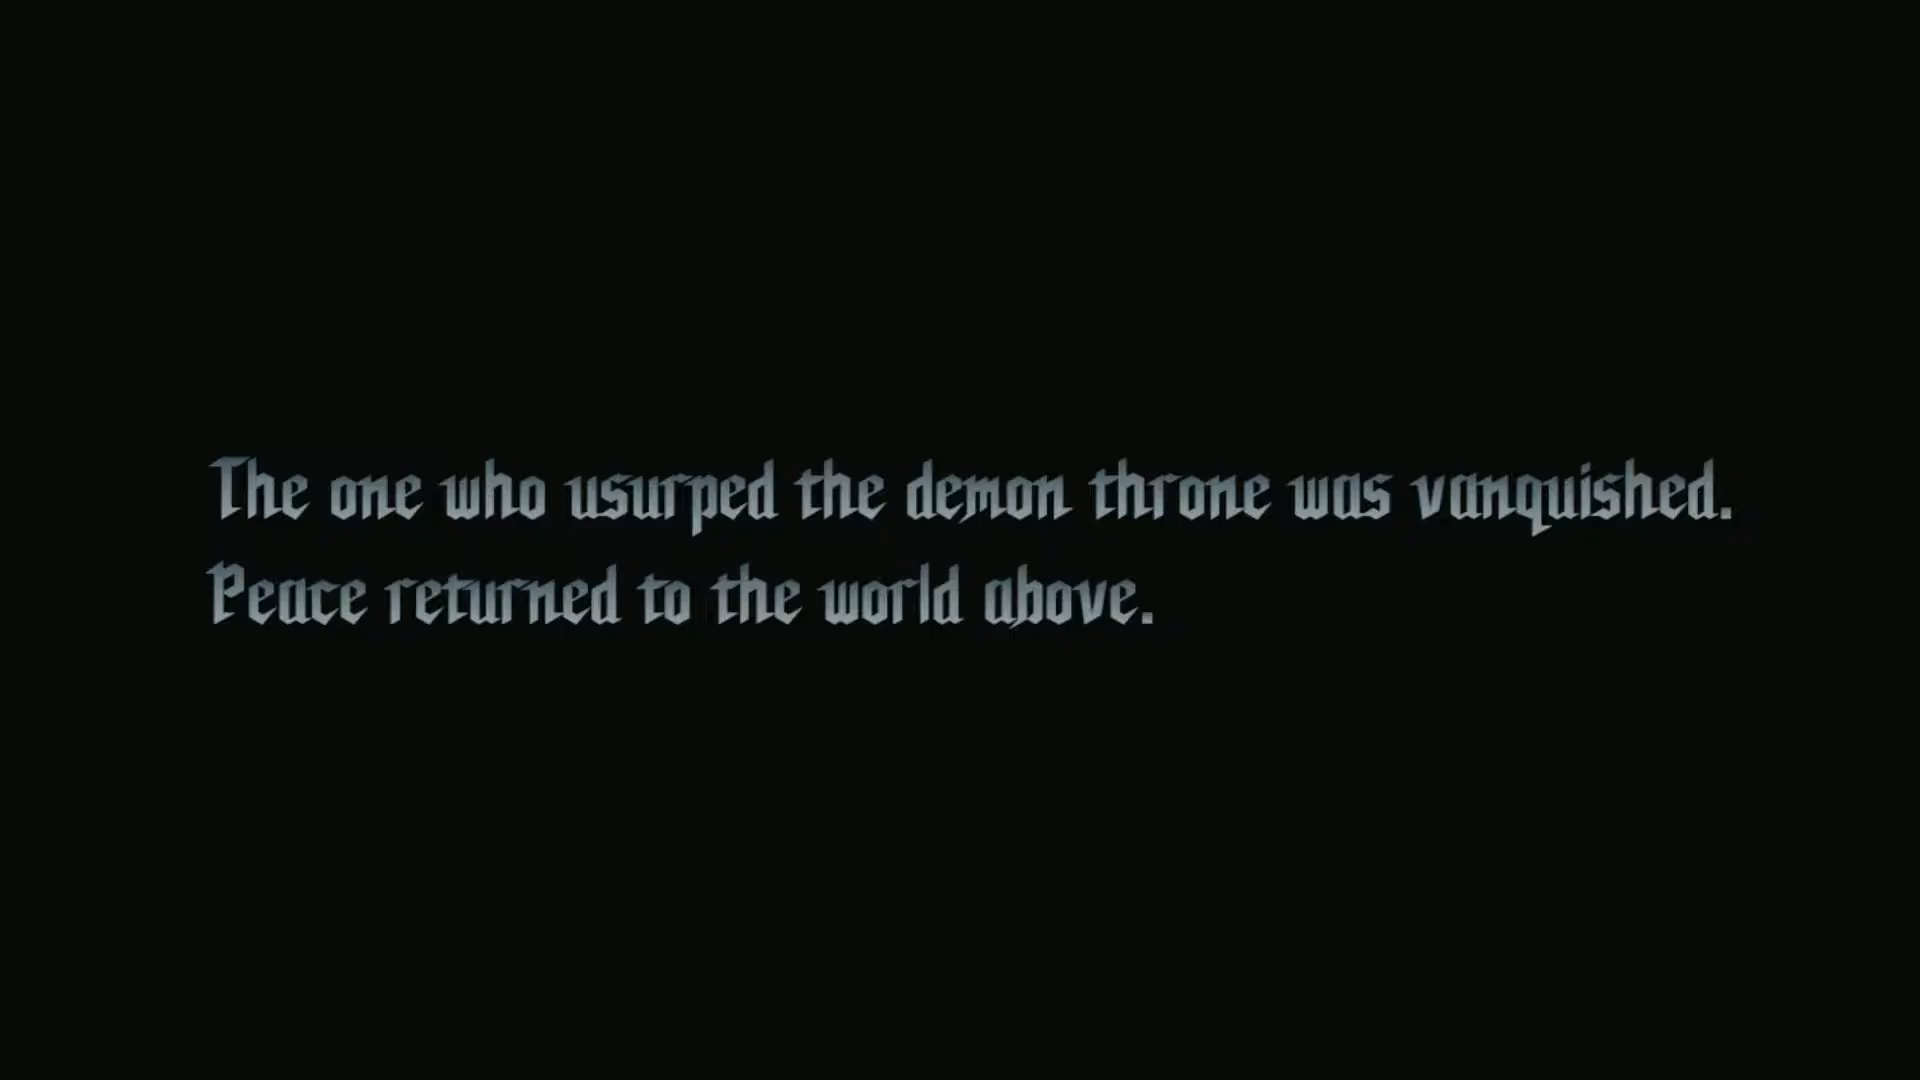 The one who usurped the demon throne was vanquished.
Peace returned to the world above.